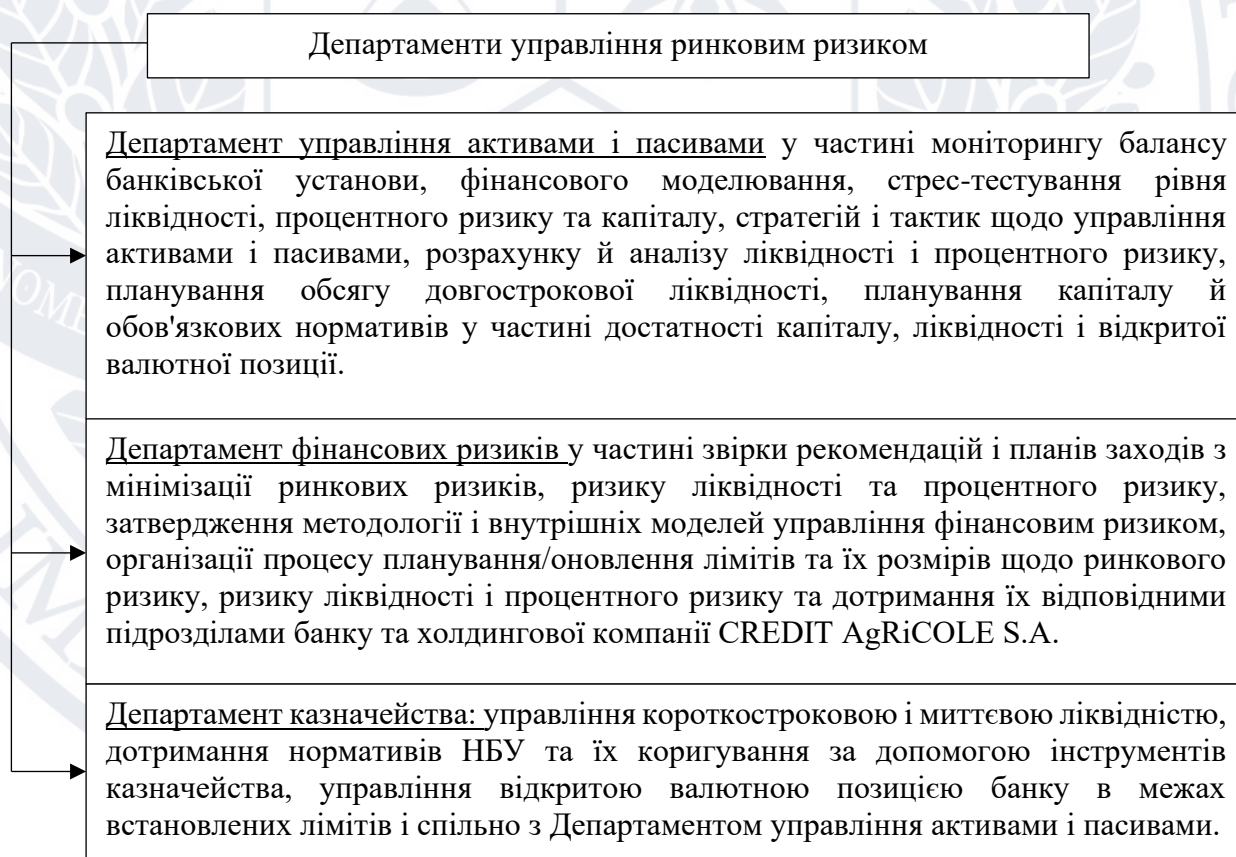 Департаменти управління ринковим ризиком
Департамент управління активами і пасивами у частині моніторингу балансу
банківської установи, фінансового моделювання, стрес-тестування рівня
ліквідності, процентного ризику та капіталу, стратегій і тактик щодо управління
активами і пасивами, розрахунку й аналізу ліквідності і процентного ризику,
планування обсягу довгострокової ліквідності, планування капіталу й
обов'язкових нормативів у частині достатності капіталу, ліквідності і відкритої
валютної позиції.
Департамент фінансових ризиків у частині звірки рекомендацій і планів заходів з
мінімізації ринкових ризиків, ризику ліквідності та процентного ризику,
затвердження методології і внутрішніх моделей управління фінансовим ризиком,
організації процесу планування/оновлення лімітів та їх розмірів щодо ринкового
ризику, ризику ліквідності і процентного ризику та дотримання їх відповідними
підрозділами банку та холдингової компанії CREDIT AgRiCOLE S.A.
Департамент казначейства: управління короткостроковою і миттєвою ліквідністю,
дотримання нормативів НБУ та їх коригування за допомогою інструментів
казначейства, управління відкритою валютною позицією банку в межах
встановлених лімітів і спільно з Департаментом управління активами і пасивами.